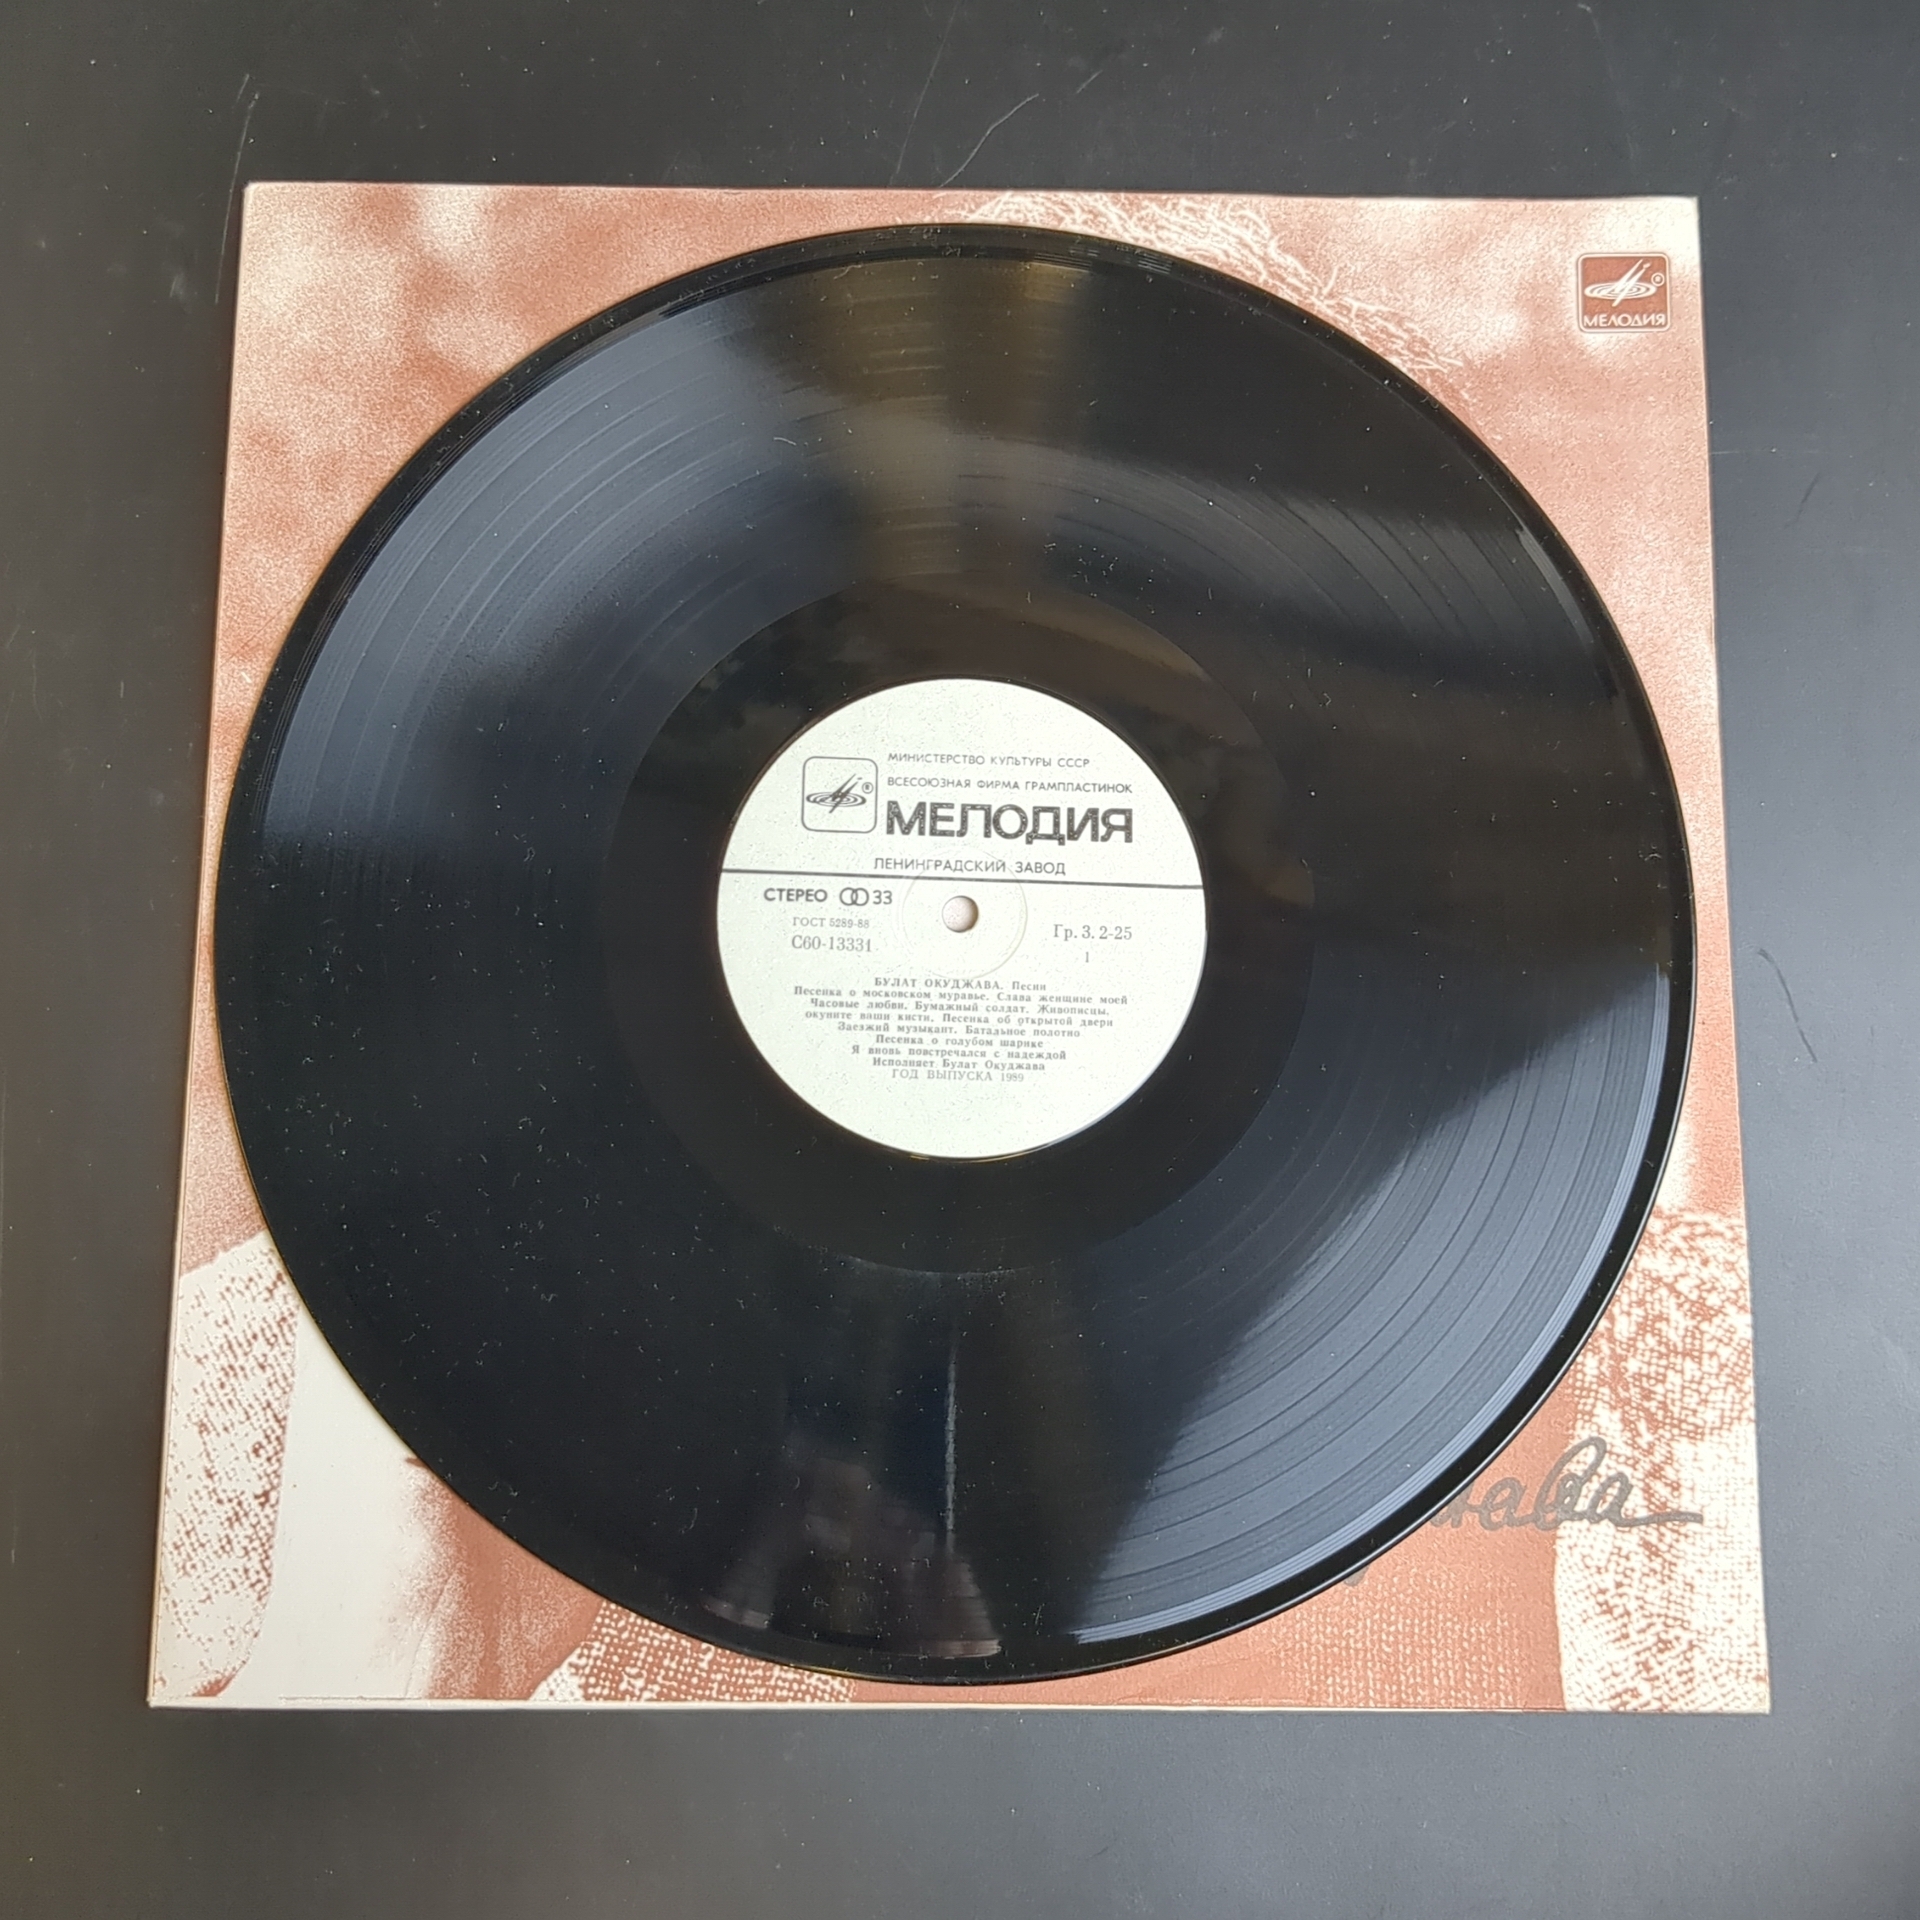 МЕЛОДИЯ
МИНИСТЕРСТВО КУЛЬТУРЫ СССР
ВСЕСОЮЗНАЯ ФИРМА ГРАМПЛАСТИНОК
МЕЛОДИЯ
ЛЕНИНГРАДСКИЙ ЗАВОД
СТЕРЕО 33
ГОСТ 5289-88
С60-13331
Гр. 3. 2-25
1
БУЛАТ ОКУДЖАВА. Песни
Песенка о московском муравье. Слава женщине моей
Часовые любви. Бумажный солдат. Живописцы,
окуните ваши кисти. Песенка об открытой двери
Заезжий музыкант. Батальное полотно
Песенка о голубом шарике
Я вновь повстречался с надеждой
Исполняет Булат Окуджава
ГОД ВЫПУСКА 1989